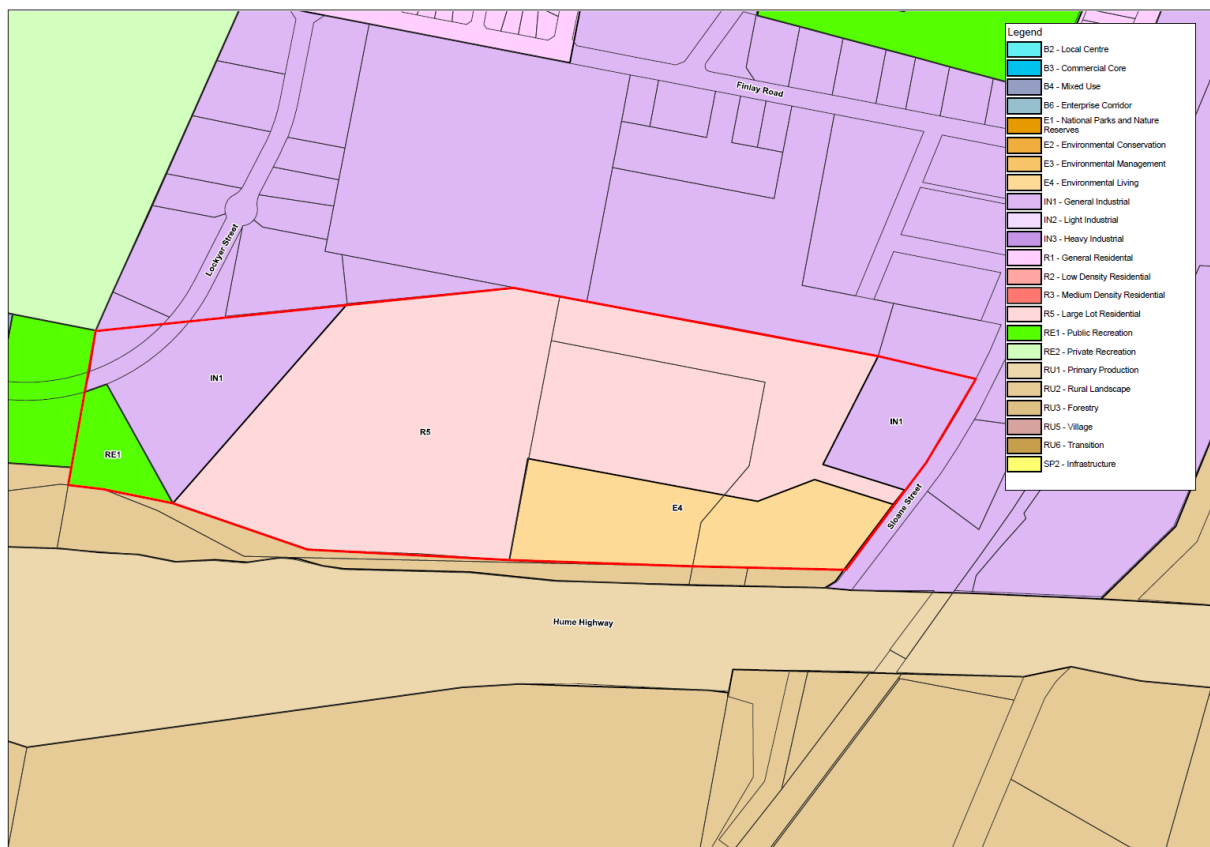 Finlay Road
Lockyer Street
IN1
R5
RE1
IN1
E4
Sloane Street
Hume Highway
Legend
B2 - Local Centre
B3 - Commercial Core
B4 - Mixed Use
B6 - Enterprise Corridor
E1 - National Parks and Nature
Reserves
E2 - Environmental Conservation
E3 - Environmental Management
E4 - Environmental Living
IN1 - General Industrial
IN2 - Light Industrial
IN3 - Heavy Industrial
R1 - General Residental
R2 - Low Density Residential
R3 - Medium Density Residential
R5 - Large Lot Residential
RE1 - Public Recreation
RE2 - Private Recreation
RU1 - Primary Production
RU2 - Rural Landscape
RU3 - Forestry
RU5 - Village
RU6 - Transition
SP2 - Infrastructure